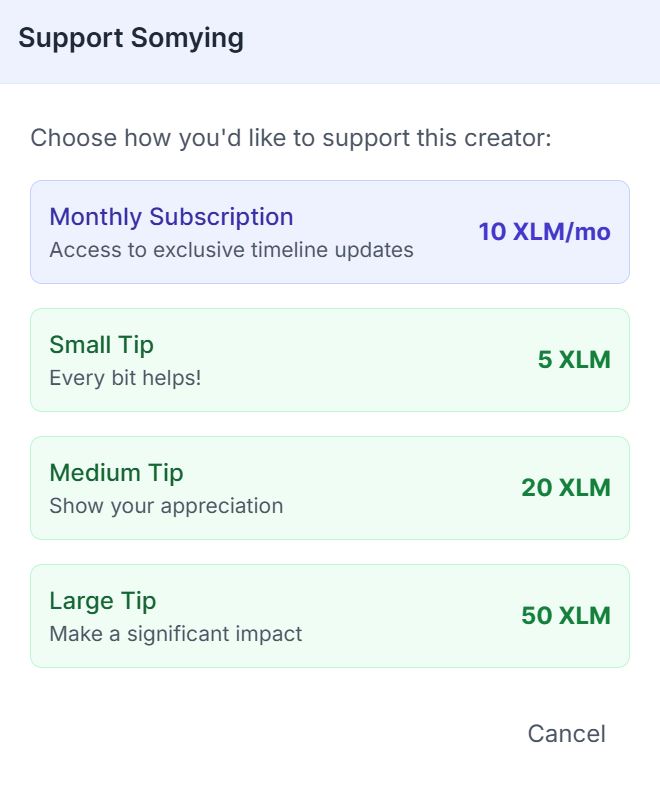 Support Somying
Choose how you'd like to support this creator:
Monthly Subscription
Access to exclusive timeline updates
10 XLM/mo
Small Tip
Every bit helps!
5 XLM
Medium Tip
Show your appreciation
20 XLM
Large Tip
Make a significant impact
50 XLM
Cancel